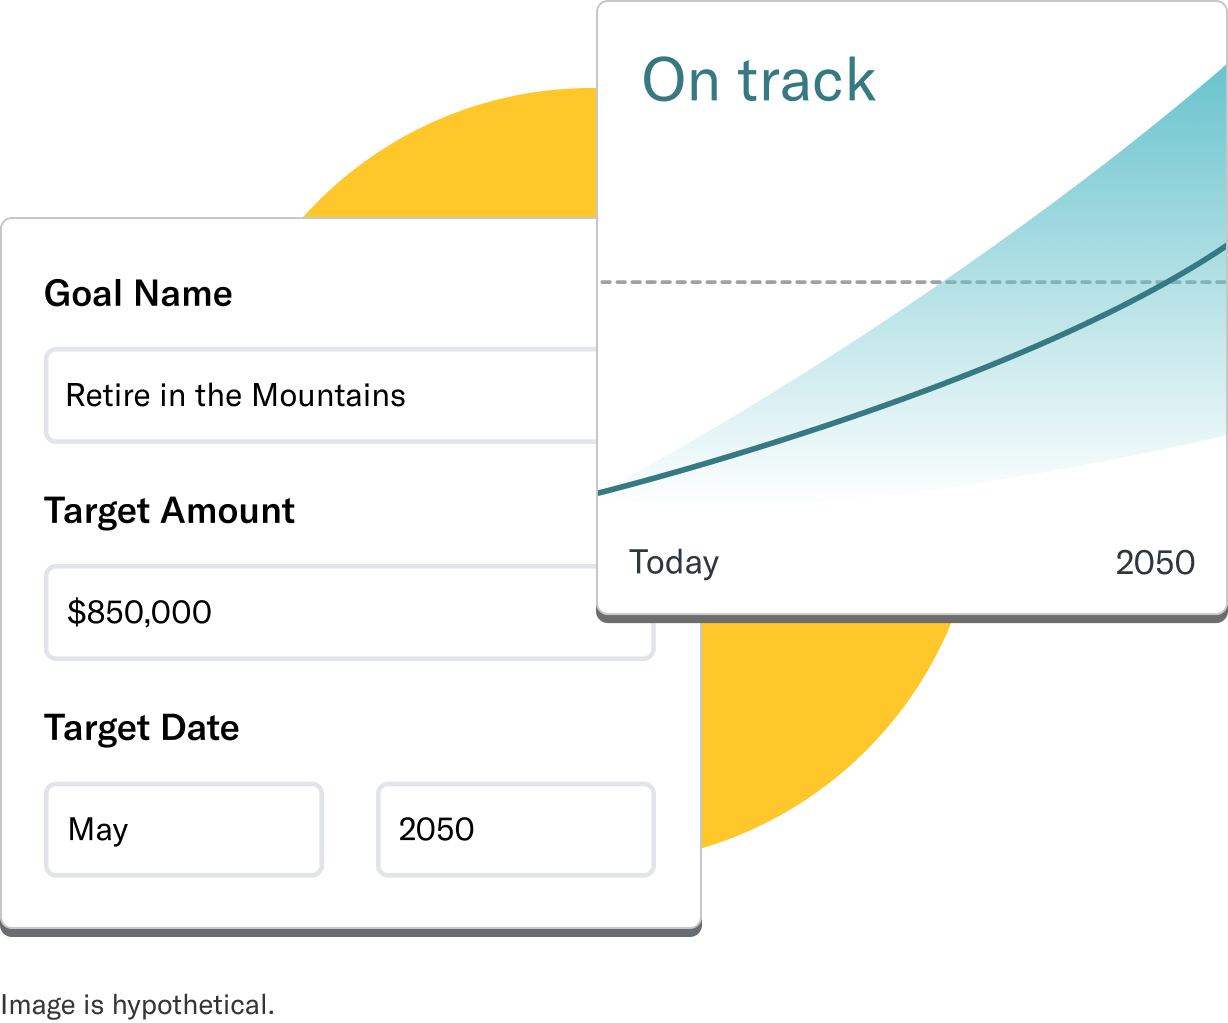 On track
Today
2050
Goal Name
Retire in the Mountains
Target Amount
$850,000
Target Date
May
2050
Image is hypothetical.